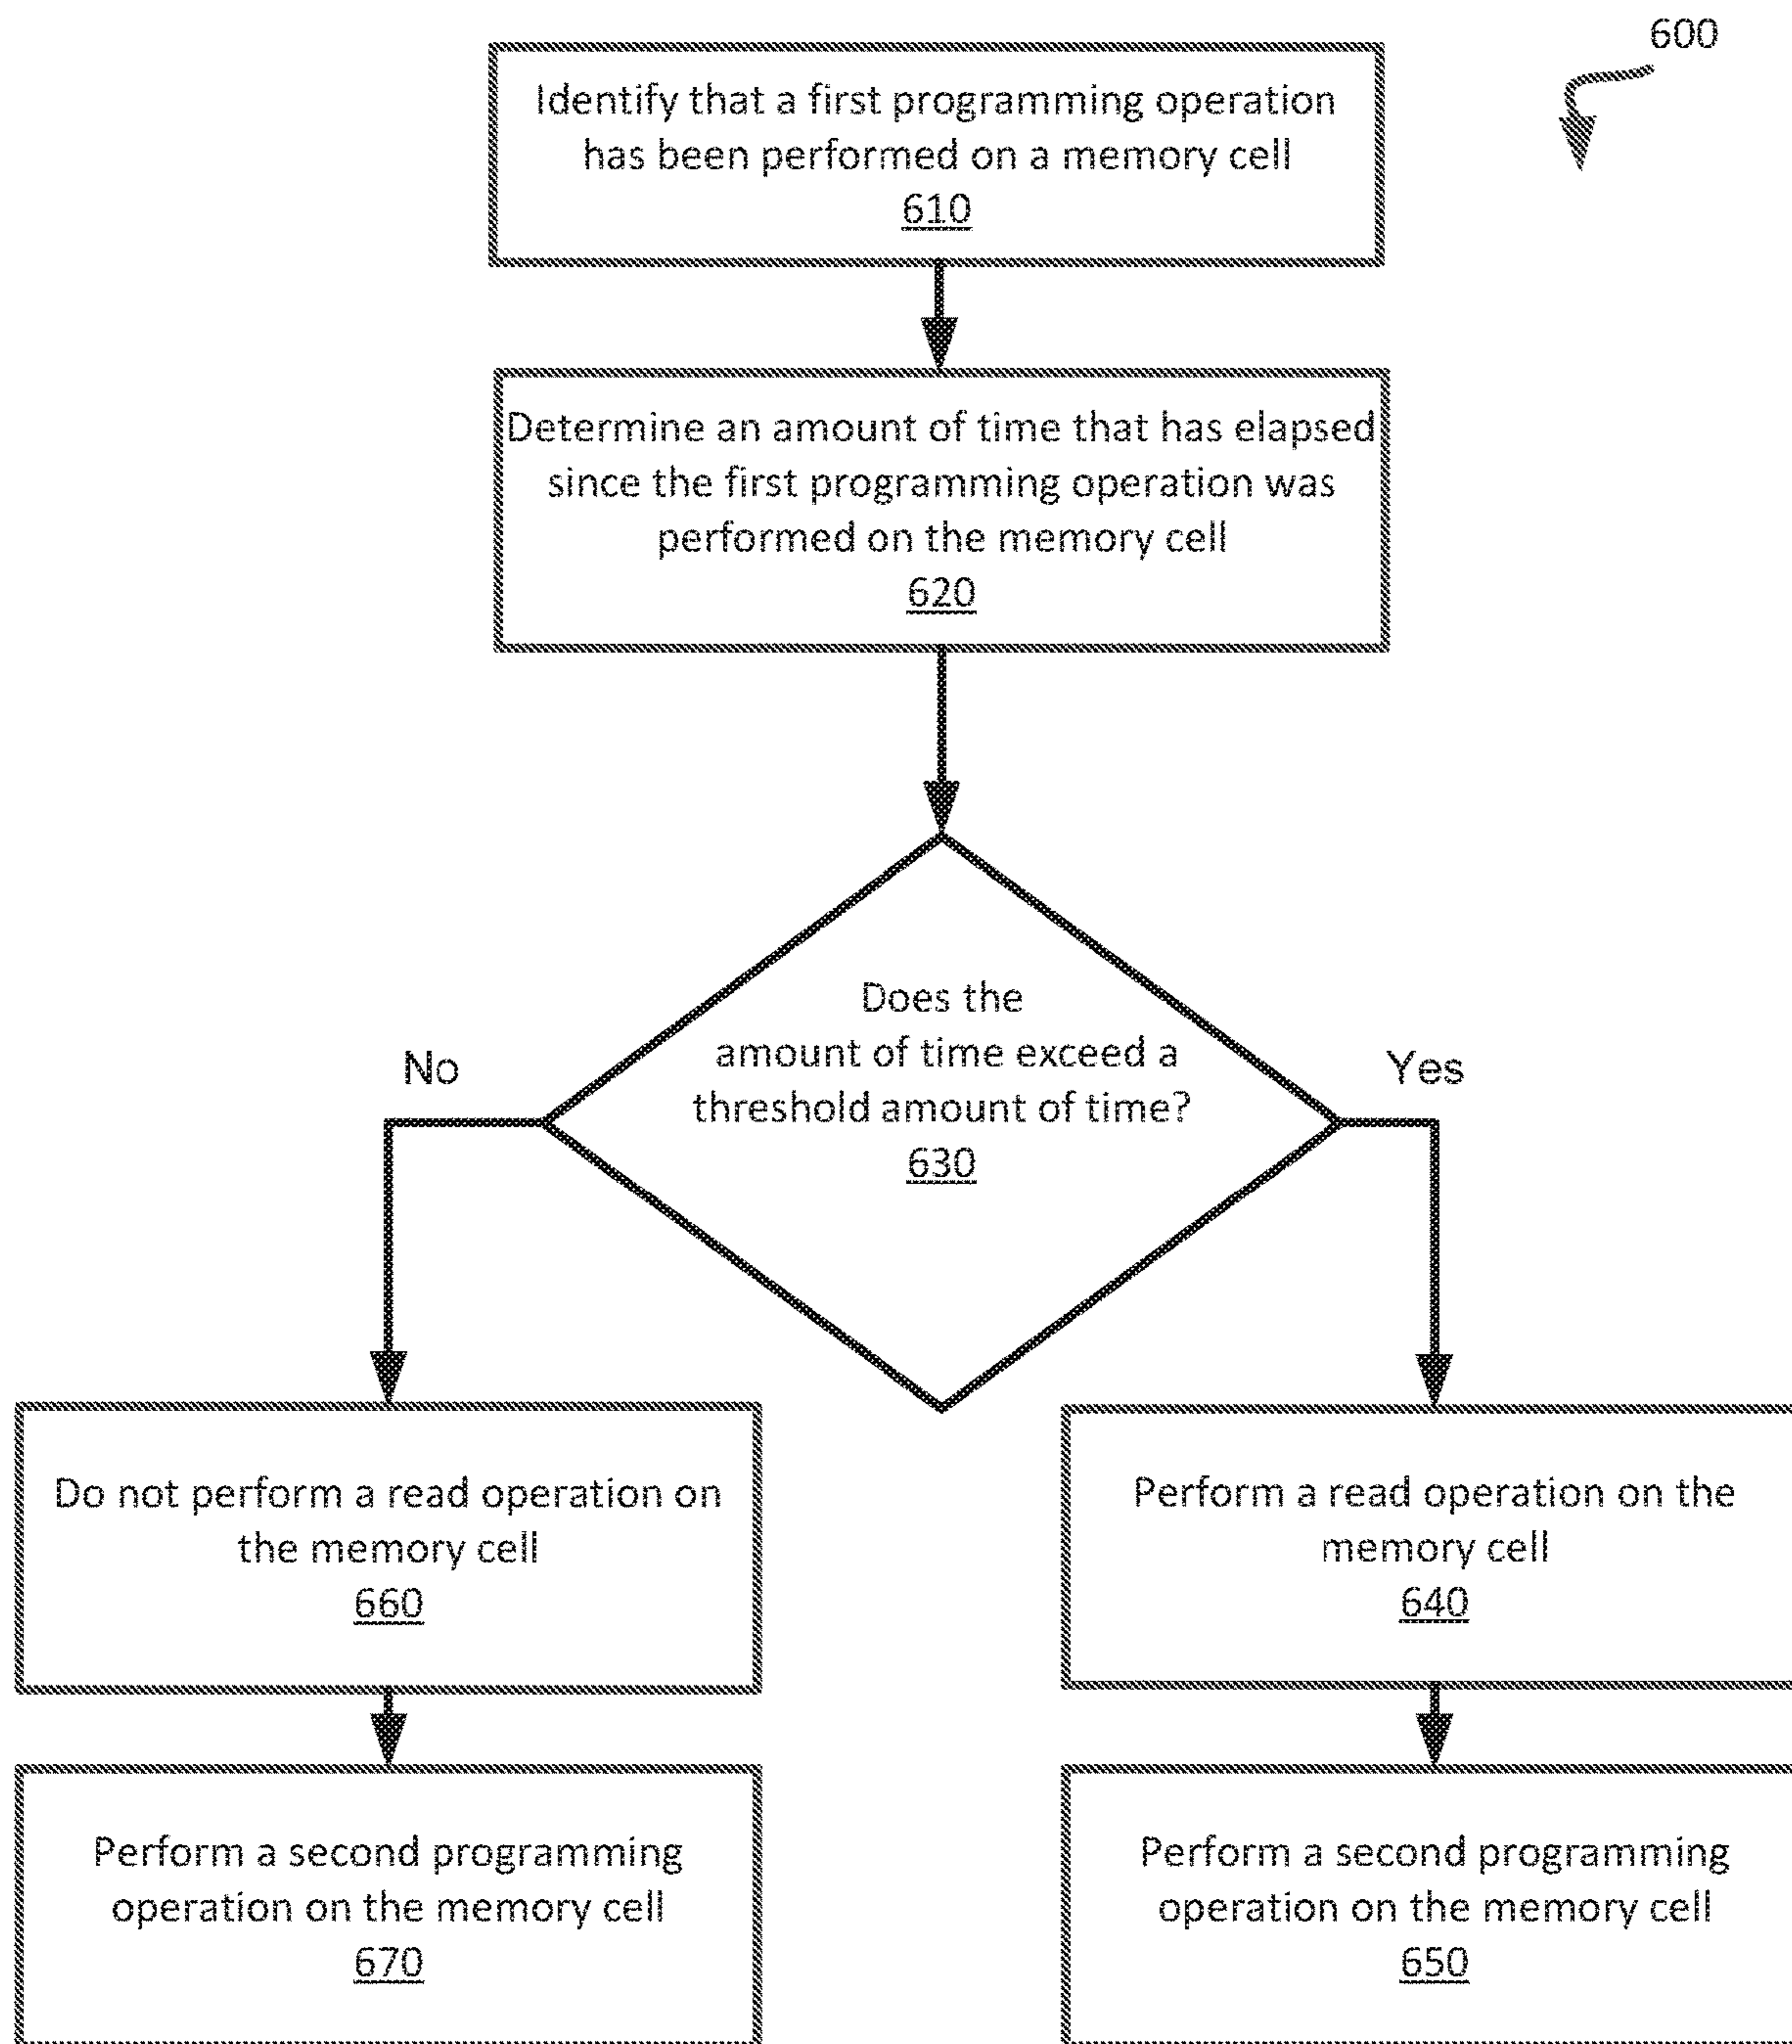 600
Identify that a first programming operation
has been performed on a memory cell
610
Determine an amount of time that has elapsed
since the first programming operation was
performed on the memory cell
620
Does the
amount of time exceed a
threshold amount of time?
630
No
Yes
Do not perform a read operation on
the memory cell
660
Perform a read operation on the
memory cell
640
Perform a second programming
operation on the memory cell
670
Perform a second programming
operation on the memory cell
650